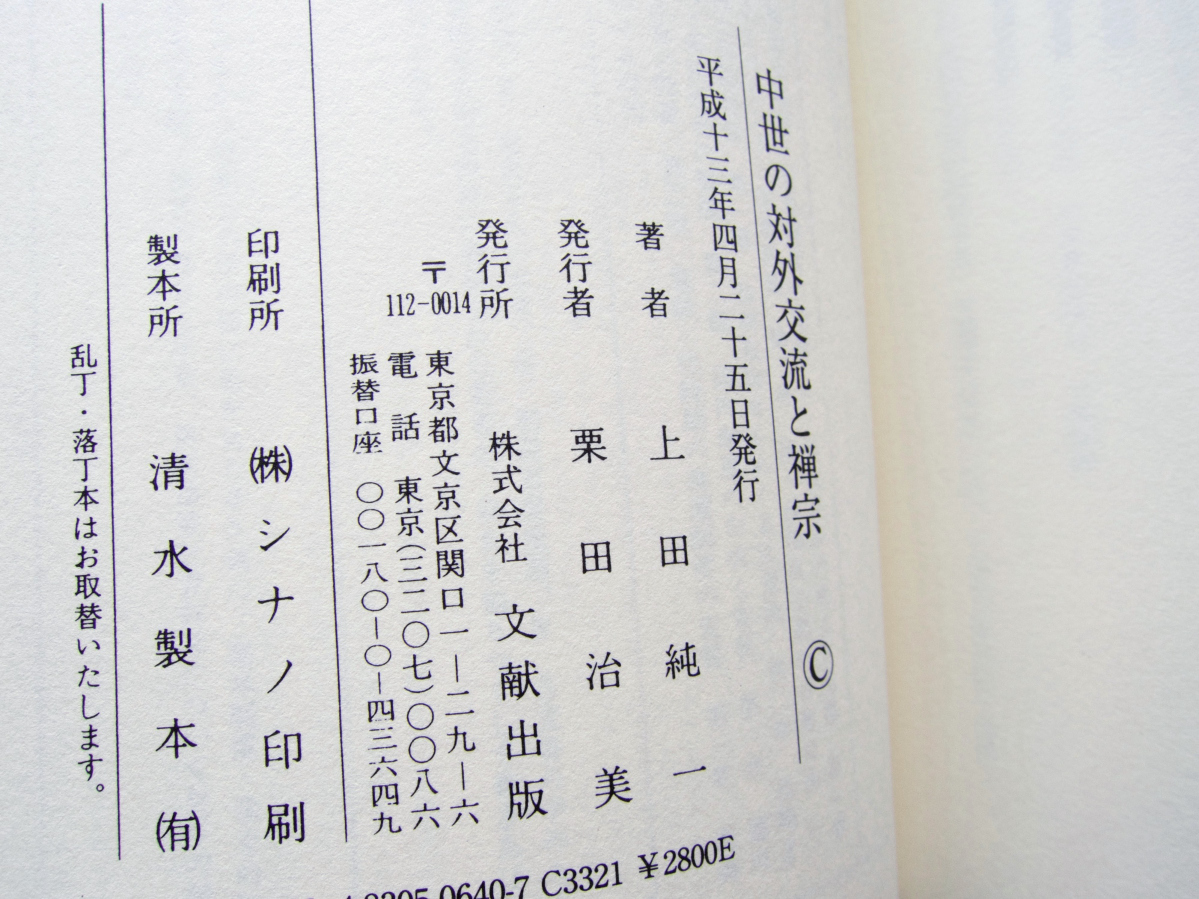 中世の対外交流と禅宗 ©
平成十三年四月二十五日発行
著者 上田純一
発行者 栗田治美
発行所 株式会社 文献出版
〒112-0014 東京都文京区関口一―二九―六
電話 東京(三二〇七)〇〇八六
振替口座 〇〇一八〇―〇―四三六四九
印刷所 ㈱シナノ印刷
製本所 清水製本㈲
乱丁・落丁本はお取替いたします。
8305-0640-7 C3321 ¥2800E